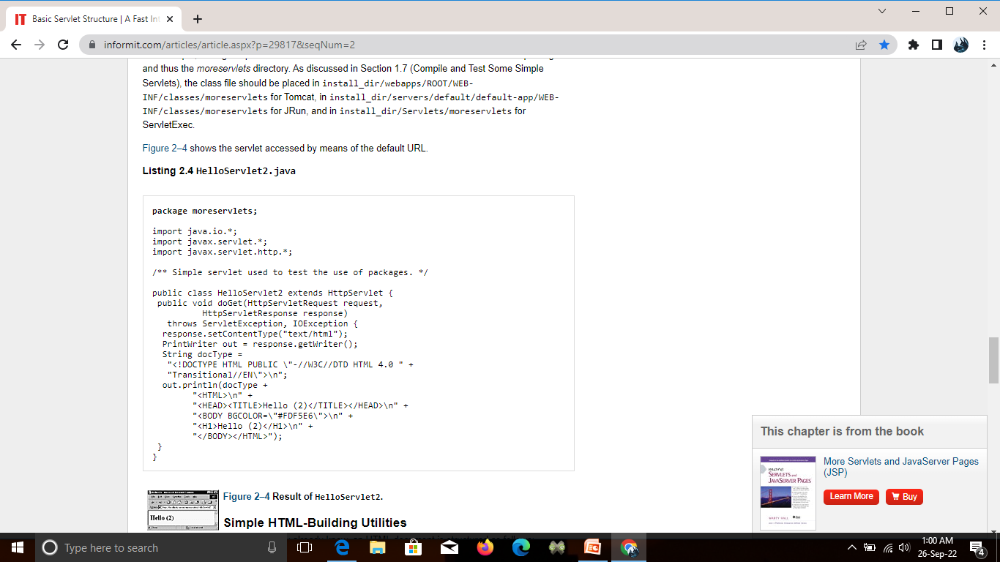 IT Basic Servlet Structure | A Fast Int
informit.com/articles/article.aspx?p=29817&seqNum=2
and thus the moreservlets directory. As discussed in Section 1.7 (Compile and Test Some Simple
Servlets), the class file should be placed in install_dir/webapps/ROOT/WEB-
INF/classes/moreservlets for Tomcat, in install_dir/servers/default/default-app/WEB-
INF/classes/moreservlets for JRun, and in install_dir/Servlets/moreservlets for
ServletExec.
Figure 2–4 shows the servlet accessed by means of the default URL.
Listing 2.4 HelloServlet2.java
package moreservlets;
import java.io.*;
import javax.servlet.*;
import javax.servlet.http.*;
/** Simple servlet used to test the use of packages. */
public class HelloServlet2 extends HttpServlet {
public void doGet(HttpServletRequest request,
HttpServletResponse response)
throws ServletException, IOException {
response.setContentType("text/html");
PrintWriter out = response.getWriter();
String docType =
"<!DOCTYPE HTML PUBLIC \"-//W3C//DTD HTML 4.0 " +
"Transitional//EN\">\n";
out.println(docType +
"<HTML>\n" +
"<HEAD><TITLE>Hello (2)</TITLE></HEAD>\n" +
"<BODY BGCOLOR=\"#FDF5E6\">\n" +
"<H1>Hello (2)</H1>\n" +
"</BODY></HTML>");
}
}
Hello (2)
Figure 2–4 Result of HelloServlet2.
Simple HTML-Building Utilities
This chapter is from the book
more
SERVLETS and
JAVASERVER PAGES
MARTY HALL
More Servlets and JavaServer Pages
(JSP)
Learn More
Buy
Type here to search
1:00 AM
26-Sep-22
4